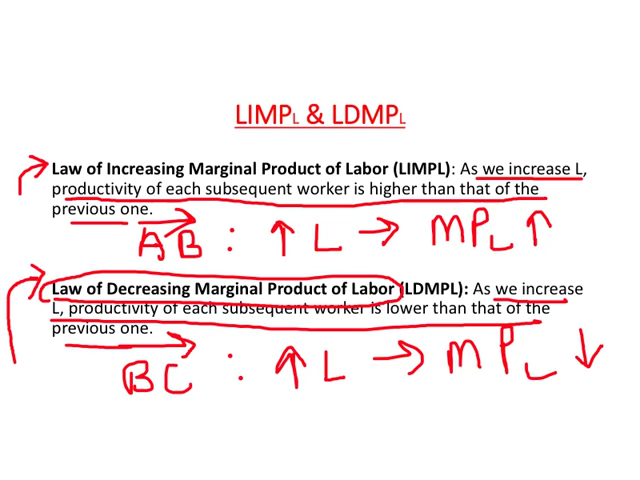 LIMPL & LDMPL
Law of Increasing Marginal Product of Labor (LIMPL): As we increase L,
productivity of each subsequent worker is higher than that of the
previous one.
AB : ↑ L → MPL ↑
Law of Decreasing Marginal Product of Labor (LDMPL): As we increase
L, productivity of each subsequent worker is lower than that of the
previous one.
BC : ↑ L → MPL ↓